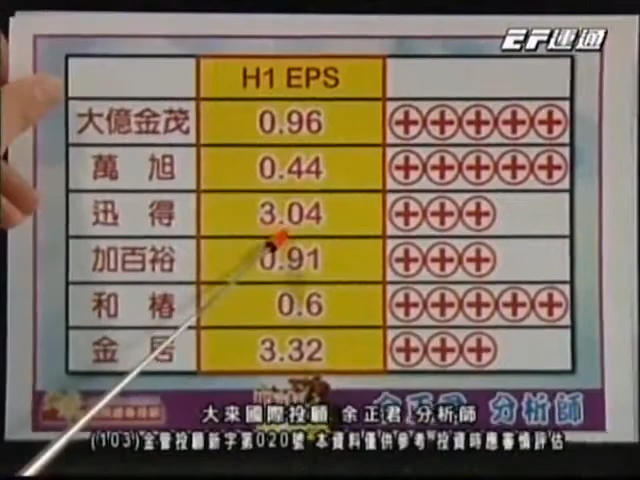 EF運通
H1 EPS
大億金茂 0.96 ⊕⊕⊕⊕⊕
萬旭 0.44 ⊕⊕⊕⊕⊕
迅得 3.04 ⊕⊕⊕
加百裕 0.91 ⊕⊕⊕
和椿 0.6 ⊕⊕⊕⊕⊕
金居 3.32 ⊕⊕⊕
分析師
大來國際投顧 余正君 分析師
(103)金管投顧新字第020號 本資料僅供參考 投資時應審慎評估